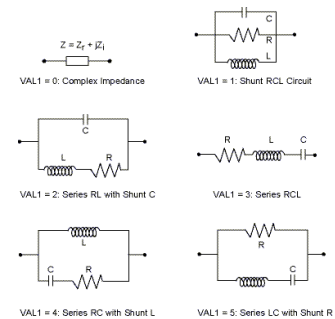 Z = Zr + jZi
VAL1 = 0: Complex Impedance
C
R
L
VAL1 = 1: Shunt RCL Circuit
C
L R
VAL1 = 2: Series RL with Shunt C
R L C
VAL1 = 3: Series RCL
L
C R
VAL1 = 4: Series RC with Shunt L
R
L C
VAL1 = 5: Series LC with Shunt R